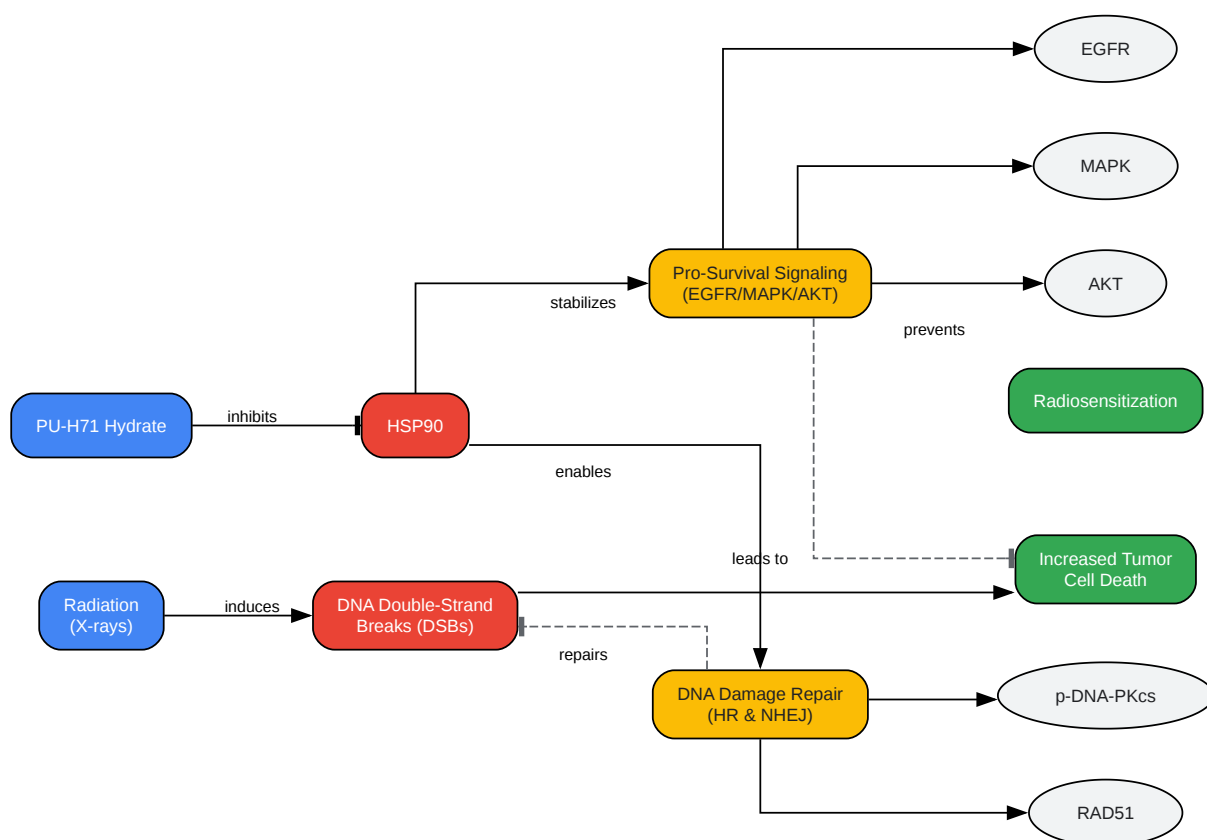 EGFR
MAPK
Pro-Survival Signaling
(EGFR/MAPK/AKT)
AKT
stabilizes
prevents
Radiosensitization
PU-H71 Hydrate
inhibits
HSP90
enables
leads to
Increased Tumor
Cell Death
Radiation
(X-rays)
induces
DNA Double-Strand
Breaks (DSBs)
repairs
DNA Damage Repair
(HR & NHEJ)
p-DNA-PKcs
RAD51